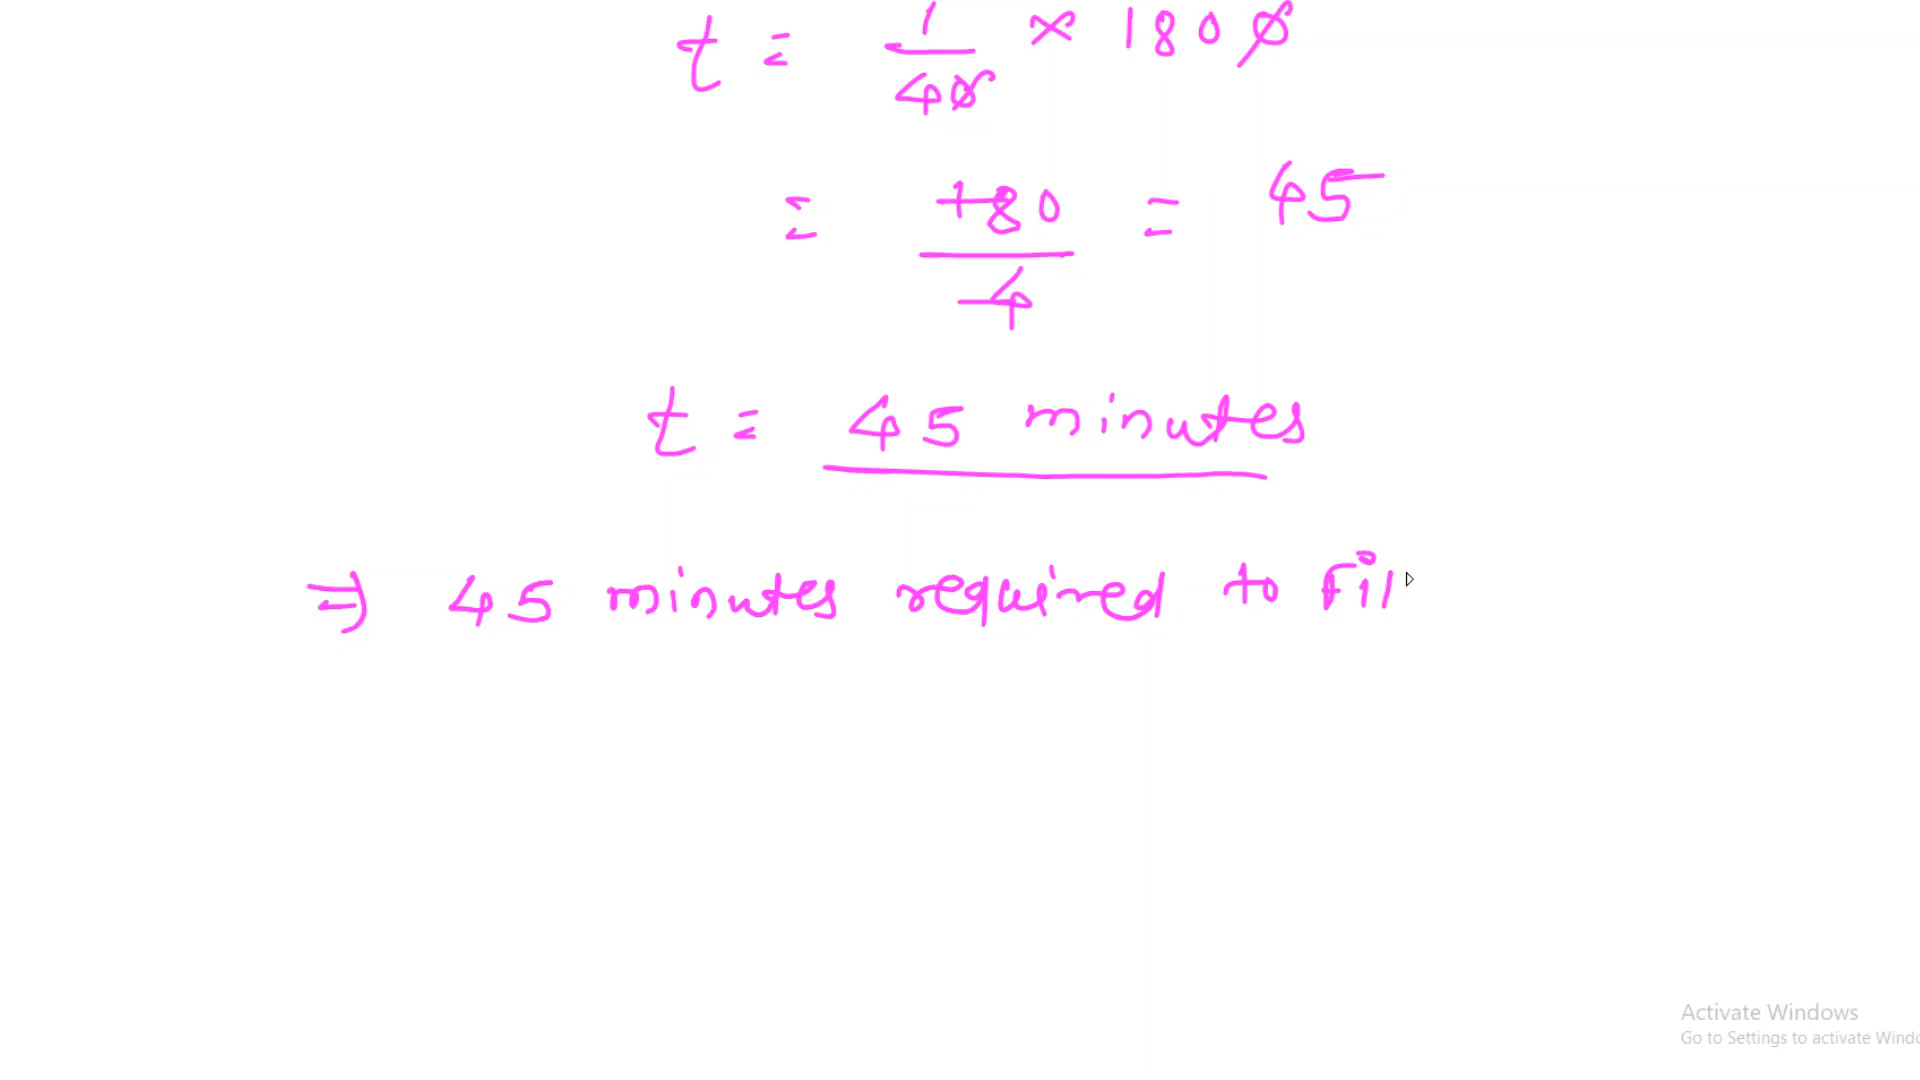 t = 1/40 × 1800
= 180/4 = 45
t = 45 minutes
⇒ 45 minutes required to Fil
Activate Windows
Go to Settings to activate Windo